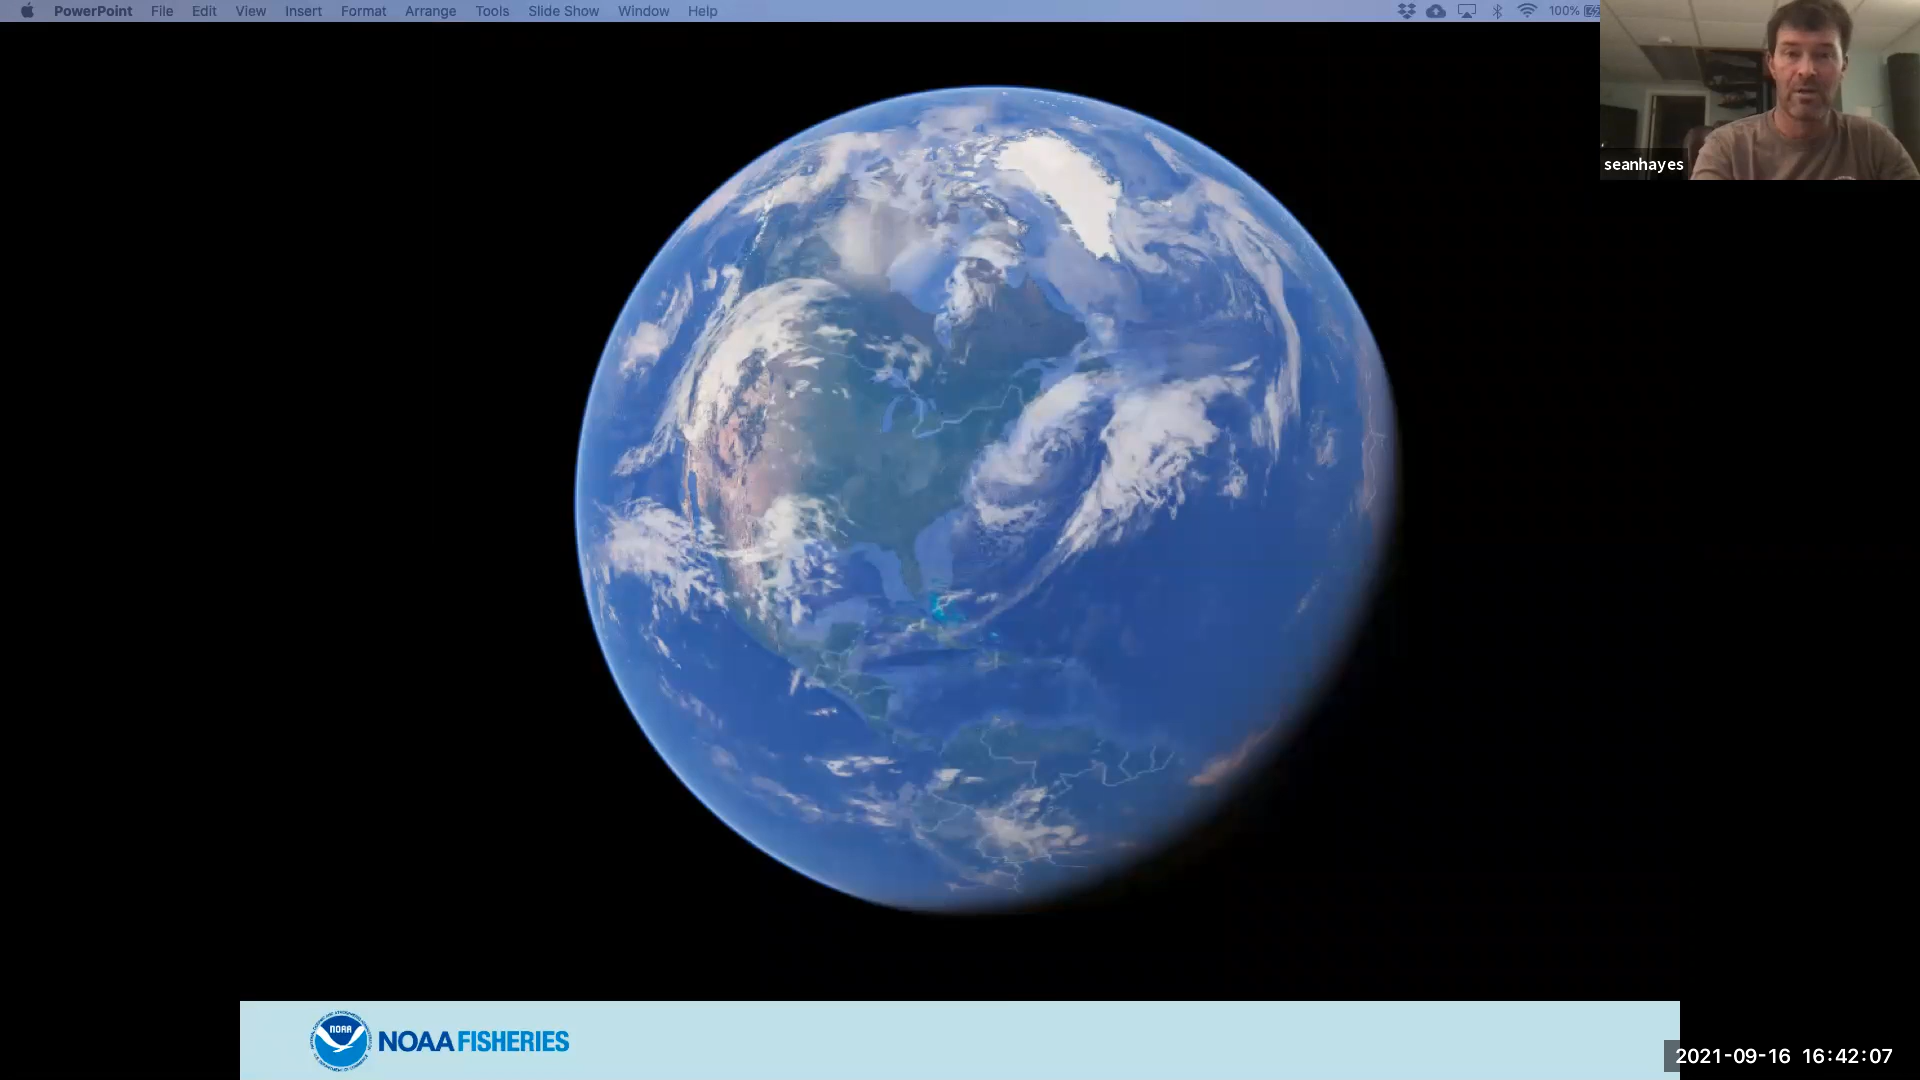 PowerPoint File Edit View Insert Format Arrange Tools Slide Show Window Help 100%
seanhayes
NOAA
NOAA FISHERIES
2021-09-16 16:42:07